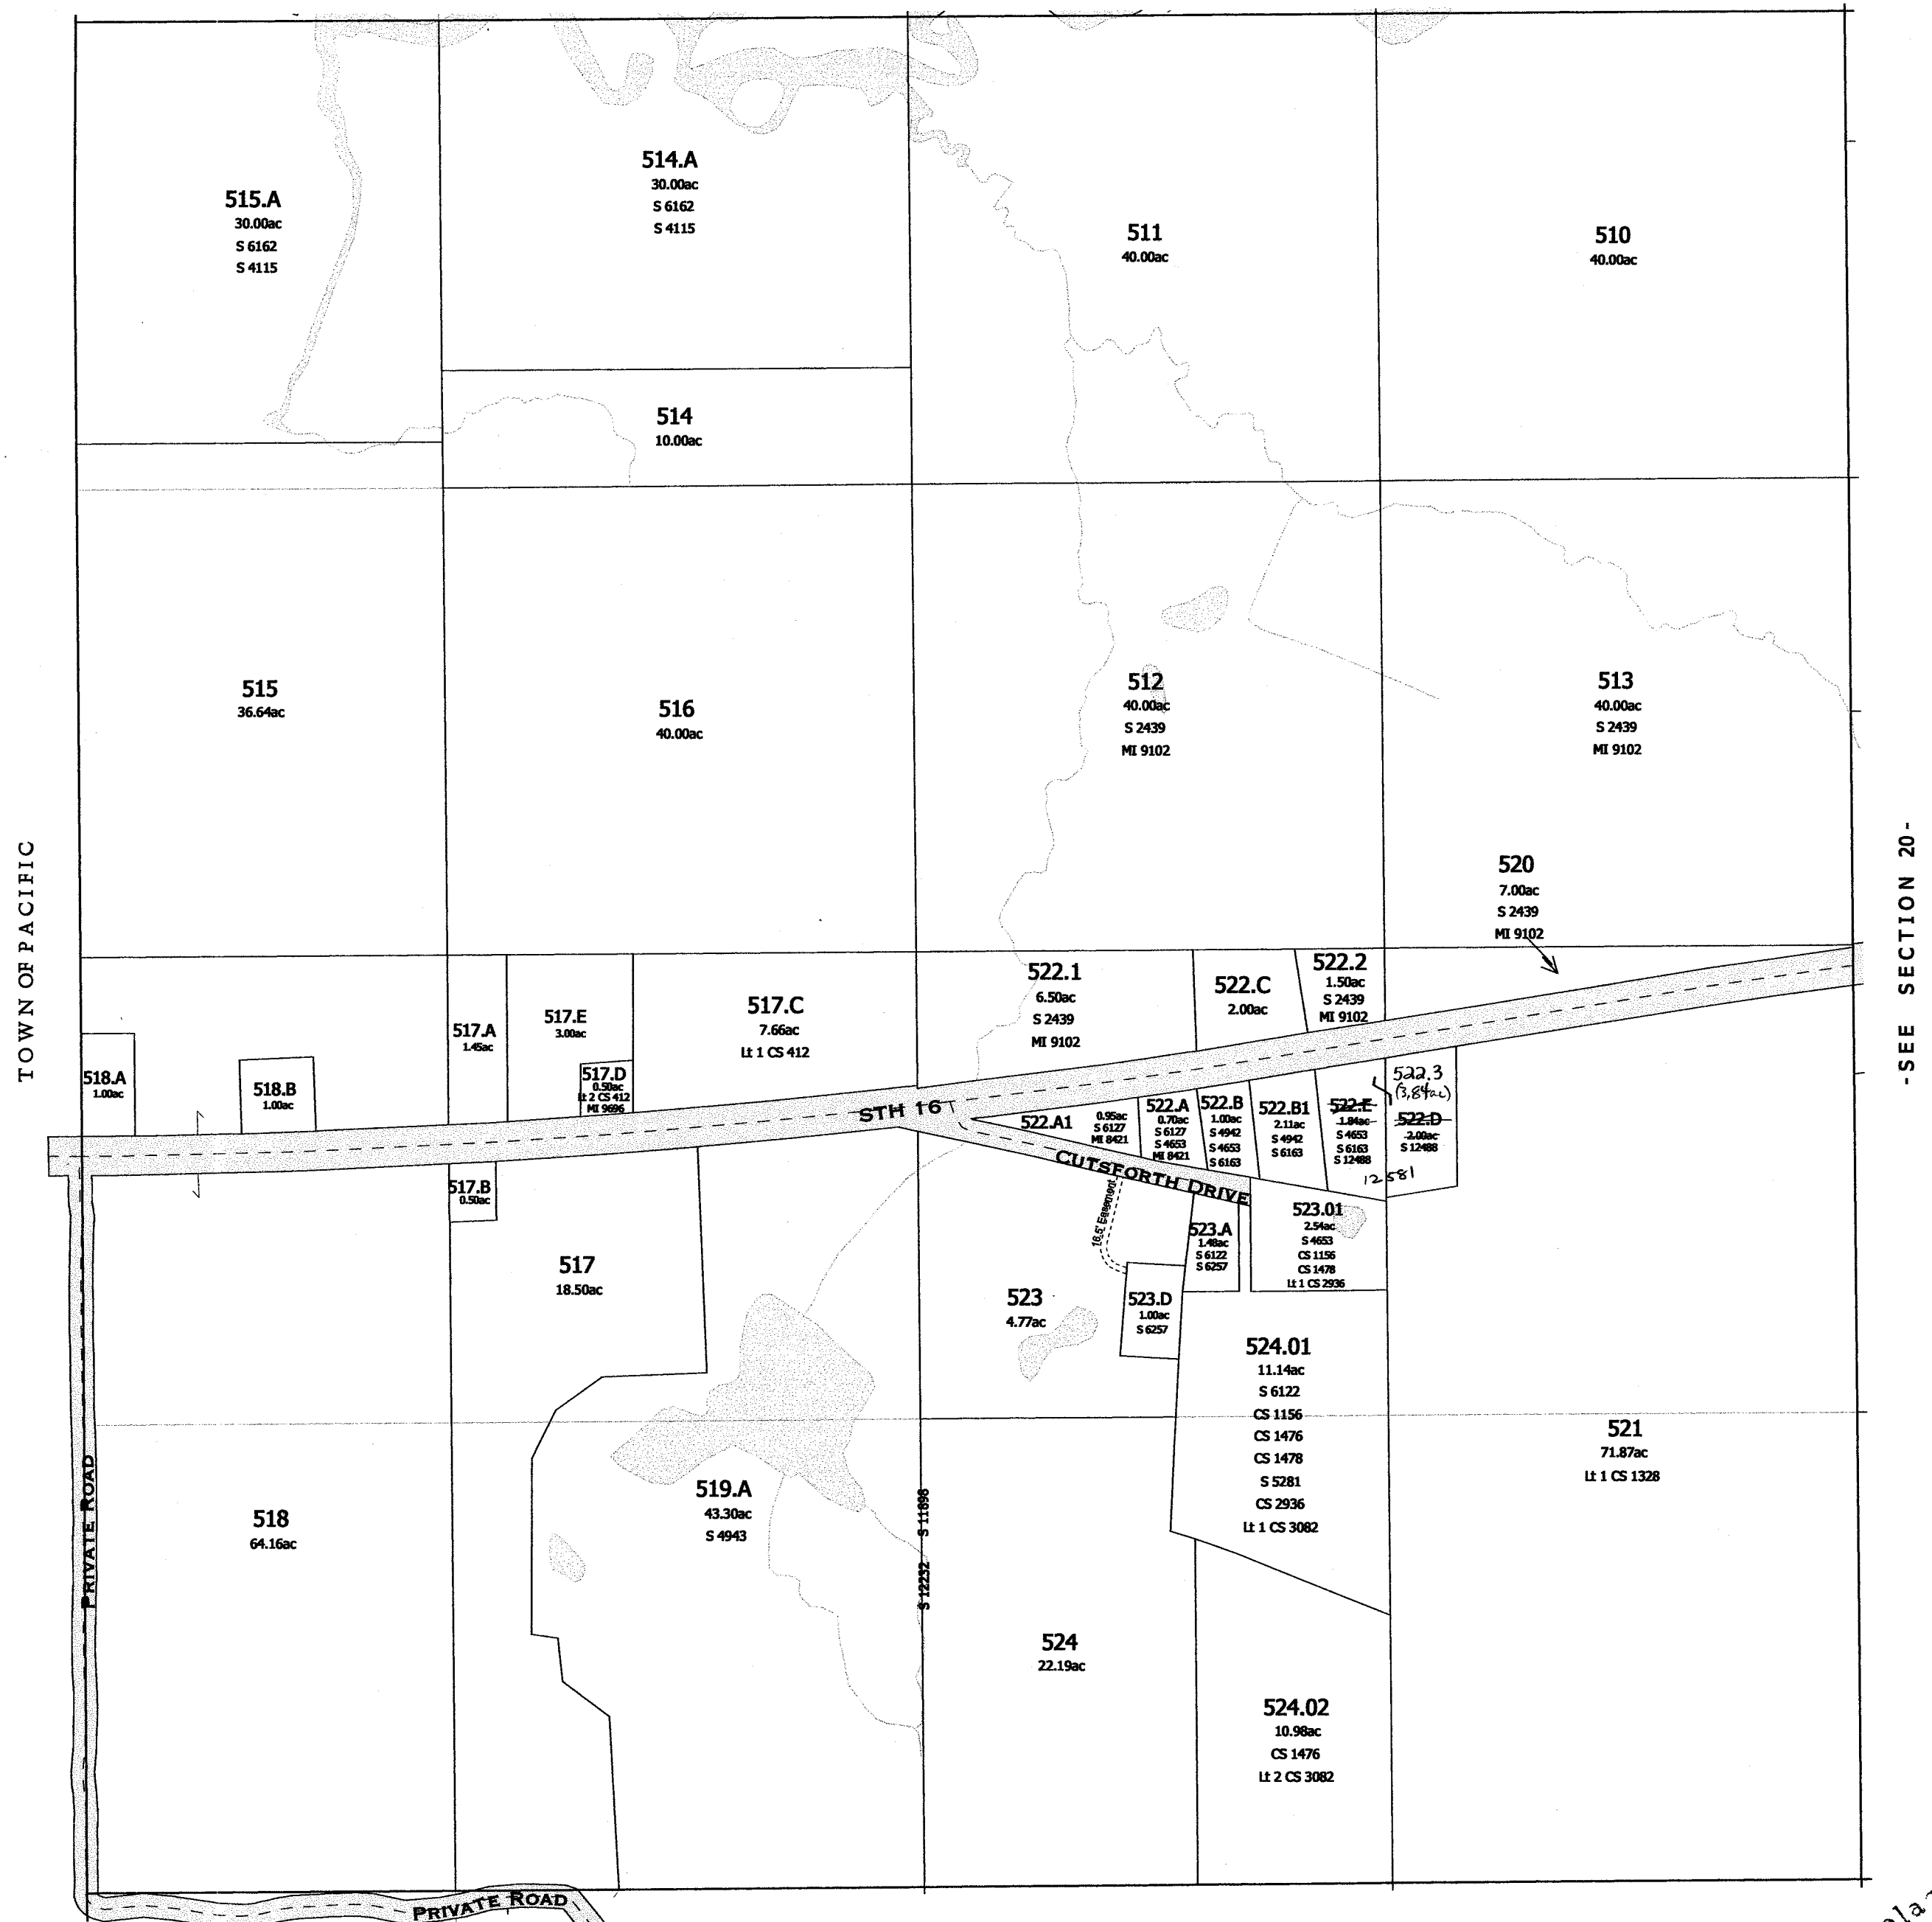 515.A
30.00ac
S 6162
S 4115
514.A
30.00ac
S 6162
S 4115
511
40.00ac
510
40.00ac
514
10.00ac
515
36.64ac
516
40.00ac
512
40.00ac
S 2439
MI 9102
513
40.00ac
S 2439
MI 9102
TOWN OF PACIFIC
-SEE SECTION 20-
520
7.00ac
S 2439
MI 9102
518.A
1.00ac
518.B
1.00ac
517.A
1.45ac
517.E
3.00ac
517.D
0.50ac
Lt 2 CS 412
MI 9696
517.C
7.66ac
Lt 1 CS 412
522.1
6.50ac
S 2439
MI 9102
522.C
2.00ac
522.2
1.50ac
S 2439
MI 9102
STH 16
522.A1
0.95ac
S 6127
MI 8421
522.A
0.70ac
S 6127
S 4653
MI 8421
522.B
1.00ac
S 4942
S 4653
S 6163
522.B1
2.11ac
S 4942
S 6163
522.E
1.84ac
S 4653
S 6163
S 12488
522.3
(3.84ac)
522.D
2.00ac
S 12488
12581
CUTSFORTH DRIVE
517.B
0.50ac
517
18.50ac
16.5' Easement
523.A
1.48ac
S 6122
S 6257
523.01
2.54ac
S 4653
CS 1156
CS 1478
Lt 1 CS 2936
523
4.77ac
523.D
1.00ac
S 6257
524.01
11.14ac
S 6122
CS 1156
CS 1476
CS 1478
S 5281
CS 2936
Lt 1 CS 3082
521
71.87ac
Lt 1 CS 1328
PRIVATE ROAD
518
64.16ac
519.A
43.30ac
S 4943
S 12232 S 11898
524
22.19ac
524.02
10.98ac
CS 1476
Lt 2 CS 3082
PRIVATE ROAD